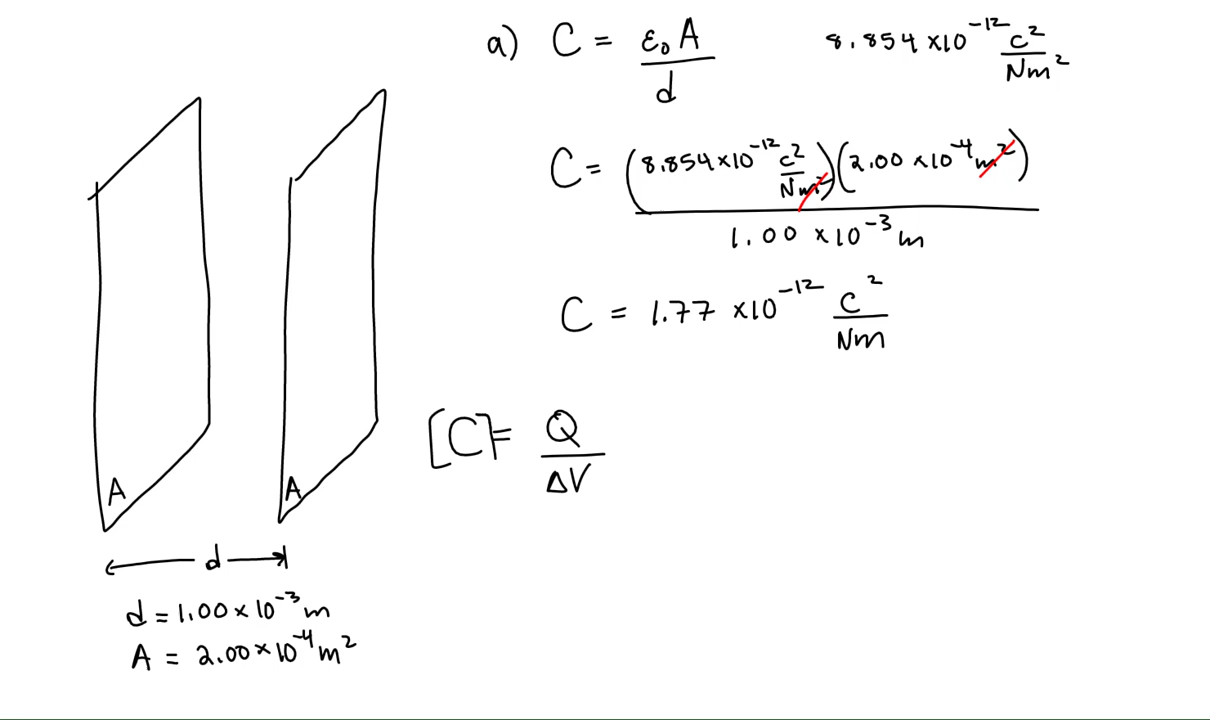 a) C = ε₀A / d
8.854 ×10⁻¹² c² / Nm²
C = (8.854 ×10⁻¹² c² / Nm²)(2.00 ×10⁻⁴ m²) / 1.00 ×10⁻³ m
C = 1.77 ×10⁻¹² c² / Nm
[C] = Q / ΔV
A
A
d
d = 1.00 × 10⁻³ m
A = 2.00 × 10⁻⁴ m²